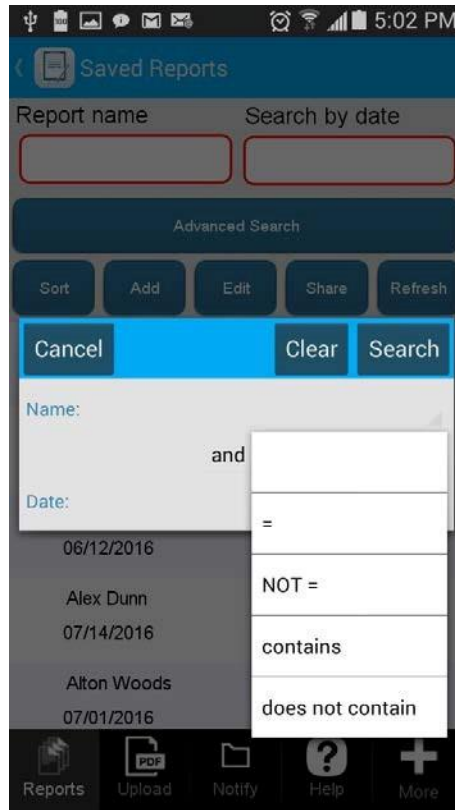 5:02 PM
Saved Reports
Report name Search by date
Advanced Search
Sort Add Edit Share Refresh
Cancel Clear Search
Name:
and
Date:
=
NOT =
contains
does not contain
06/12/2016
Alex Dunn
07/14/2016
Alton Woods
07/01/2016
PDF
Reports Upload Notify Help More